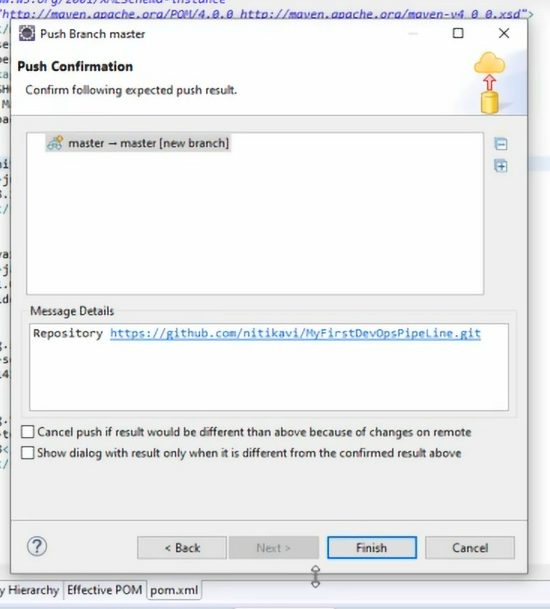 "http://maven.apache.org/POM/4.0.0 http://maven.apache.org/maven-v4_0_0.xsd">
Push Branch master
Push Confirmation
Confirm following expected push result.
master → master [new branch]
Message Details
Repository https://github.com/nitikavi/MyFirstDevOpsPipeLine.git
Cancel push if result would be different than above because of changes on remote
Show dialog with result only when it is different from the confirmed result above
?
< Back
Next >
Finish
Cancel
Hierarchy
Effective POM
pom.xml